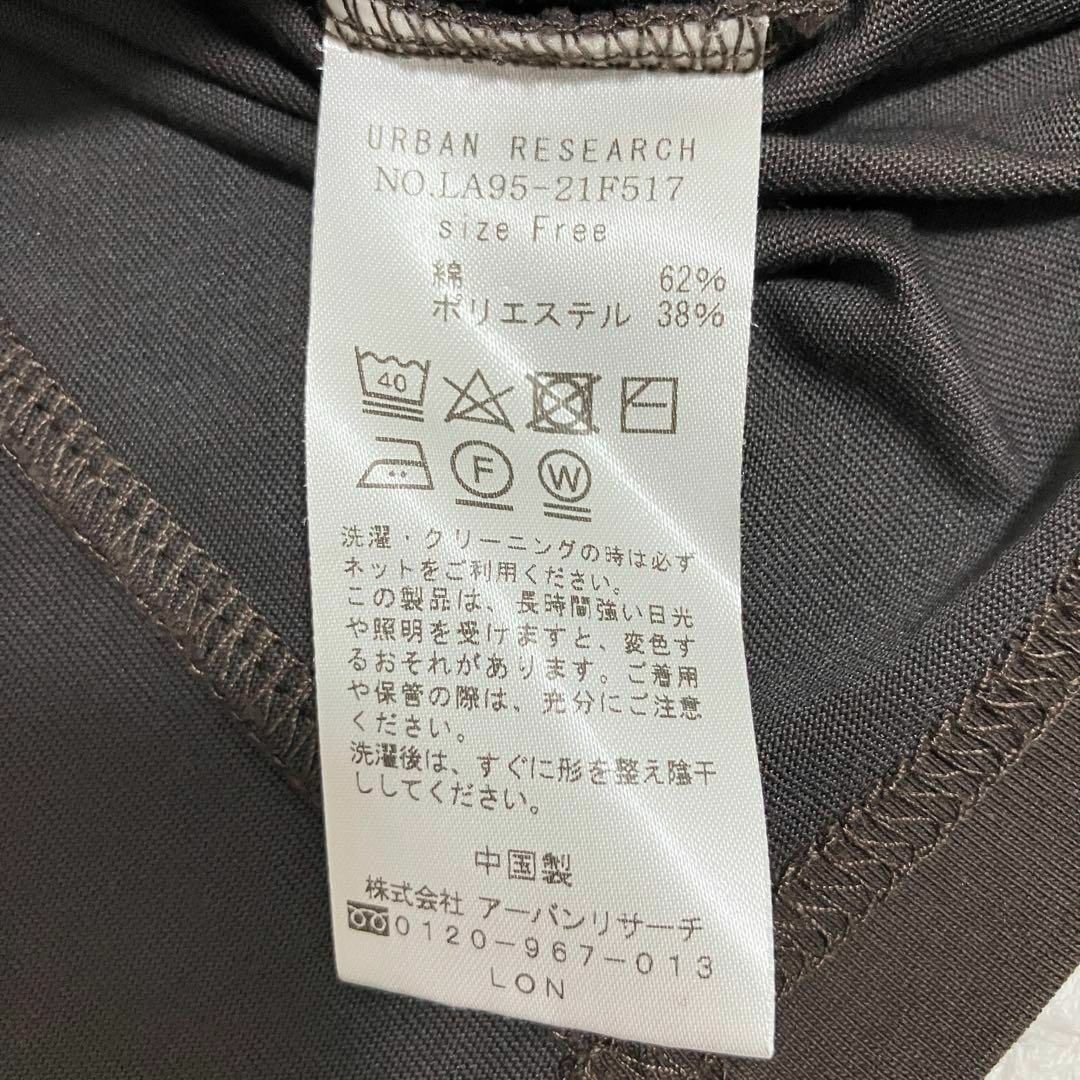 URBAN RESEARCH
NO.LA95-21F517
size Free
綿 62%
ポリエステル 38%
40
F W
洗濯・クリーニングの時は必ず
ネットをご利用ください。
この製品は、長時間強い日光
や照明を受けますと、変色す
るおそれがあります。ご着用
や保管の際は、充分にご注意
ください。
洗濯後は、すぐに形を整え陰干
ししてください。
中国製
株式会社 アーバンリサーチ
0120-967-013
LON